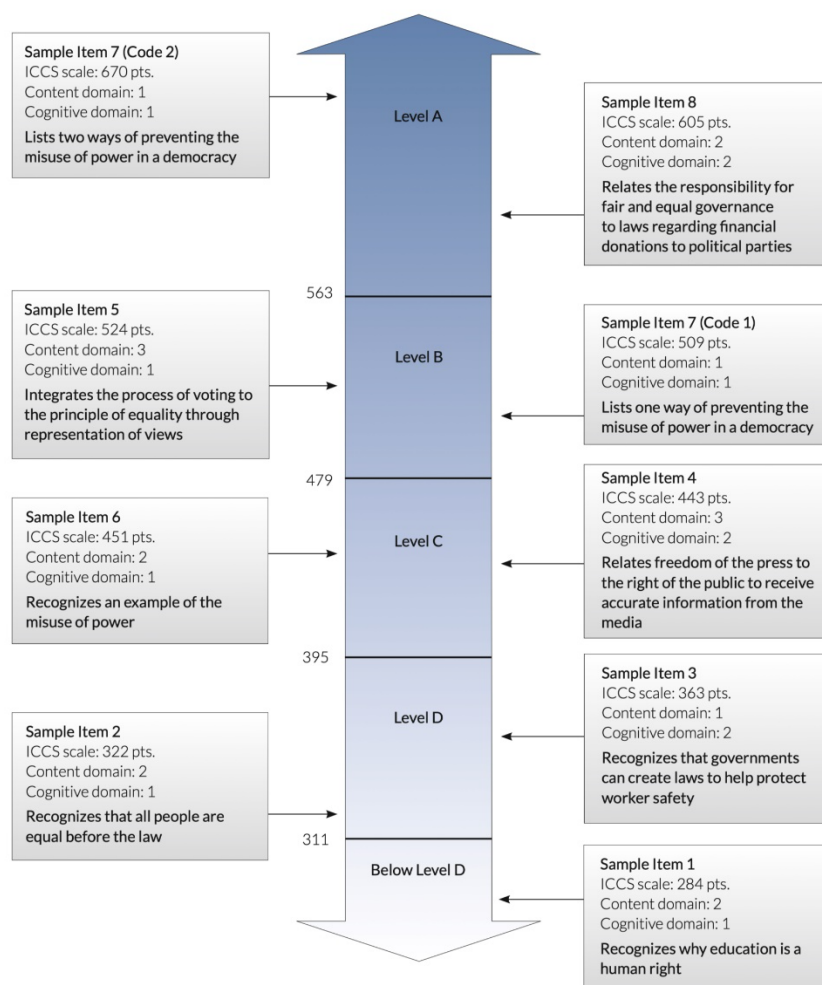 Sample Item 7 (Code 2)
ICCS scale: 670 pts.
Content domain: 1
Cognitive domain: 1
Lists two ways of preventing the
misuse of power in a democracy
Level A
Sample Item 8
ICCS scale: 605 pts.
Content domain: 2
Cognitive domain: 2
Relates the responsibility for
fair and equal governance
to laws regarding financial
donations to political parties
563
Sample Item 5
ICCS scale: 524 pts.
Content domain: 3
Cognitive domain: 1
Integrates the process of voting to
the principle of equality through
representation of views
Level B
Sample Item 7 (Code 1)
ICCS scale: 509 pts.
Content domain: 1
Cognitive domain: 1
Lists one way of preventing the
misuse of power in a democracy
479
Sample Item 6
ICCS scale: 451 pts.
Content domain: 2
Cognitive domain: 1
Recognizes an example of the
misuse of power
Level C
Sample Item 4
ICCS scale: 443 pts.
Content domain: 3
Cognitive domain: 2
Relates freedom of the press to
the right of the public to receive
accurate information from the
media
395
Sample Item 3
ICCS scale: 363 pts.
Content domain: 1
Cognitive domain: 2
Recognizes that governments
can create laws to help protect
worker safety
Level D
Sample Item 2
ICCS scale: 322 pts.
Content domain: 2
Cognitive domain: 1
Recognizes that all people are
equal before the law
311
Below Level D
Sample Item 1
ICCS scale: 284 pts.
Content domain: 2
Cognitive domain: 1
Recognizes why education is a
human right